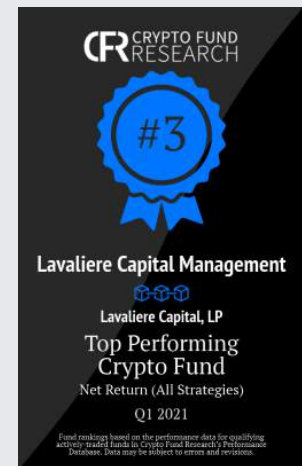 CFR CRYPTO FUND
RESEARCH
#3
Lavaliere Capital Management
Lavaliere Capital, LP
Top Performing
Crypto Fund
Net Return (All Strategies)
Q1 2021
Fund rankings based on the performance data for qualifying
actively-traded funds in Crypto Fund Research's Performance
Database. Data may be subject to errors and revisions.